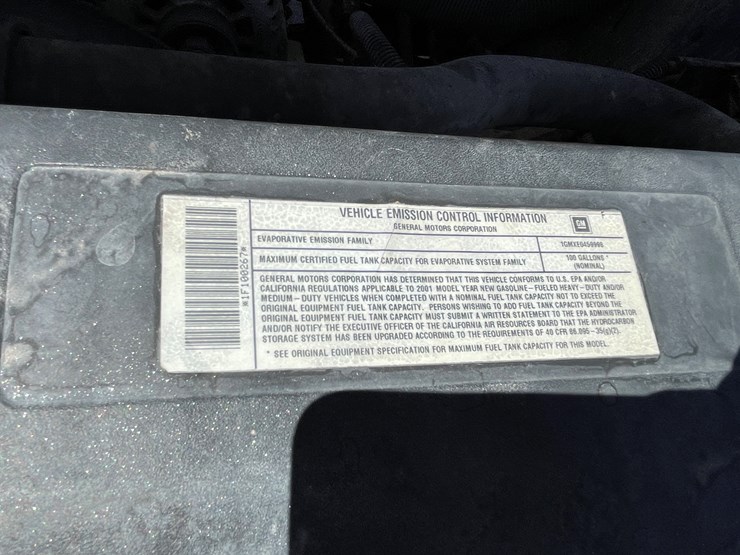 VEHICLE EMISSION CONTROL INFORMATION
GM
GENERAL MOTORS CORPORATION
EVAPORATIVE EMISSION FAMILY
MAXIMUM CERTIFIED FUEL TANK CAPACITY FOR EVAPORATIVE SYSTEM FAMILY
100 GALLONS *
(NOMINAL)
GENERAL MOTORS CORPORATION HAS DETERMINED THAT THIS VEHICLE CONFORMS TO U.S. EPA AND/OR
CALIFORNIA REGULATIONS APPLICABLE TO 2001 MODEL YEAR NEW GASOLINE-FUELED HEAVY-DUTY AND/OR
MEDIUM-DUTY VEHICLES WHEN COMPLETED WITH A NOMINAL FUEL TANK CAPACITY NOT TO EXCEED THE
ORIGINAL EQUIPMENT FUEL TANK CAPACITY. PERSONS WISHING TO ADD FUEL TANK CAPACITY BEYOND THE
ORIGINAL EQUIPMENT FUEL TANK CAPACITY MUST SUBMIT A WRITTEN STATEMENT TO THE EPA ADMINISTRATOR
AND/OR NOTIFY THE EXECUTIVE OFFICER OF THE CALIFORNIA AIR RESOURCES BOARD THAT THE HYDROCARBON
STORAGE SYSTEM HAS BEEN UPGRADED ACCORDING TO THE REQUIREMENTS OF 40 CFR
* SEE ORIGINAL EQUIPMENT SPECIFICATION FOR MAXIMUM FUEL TANK CAPACITY FOR THIS MODEL.
*1F100267*